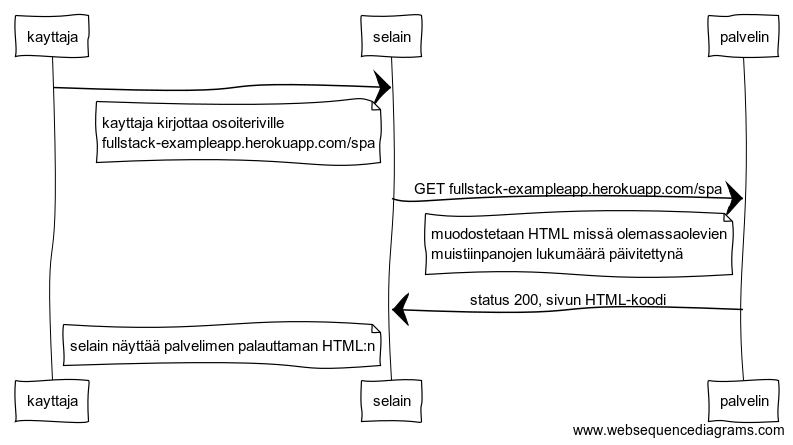 kayttaja
selain
palvelin
kayttaja kirjottaa osoiteriville
fullstack-exampleapp.herokuapp.com/spa
GET fullstack-exampleapp.herokuapp.com/spa
muodostetaan HTML missä olemassaolevien
muistiinpanojen lukumäärä päivitettynä
status 200, sivun HTML-koodi
selain näyttää palvelimen palauttaman HTML:n
kayttaja
selain
palvelin
www.websequencediagrams.com